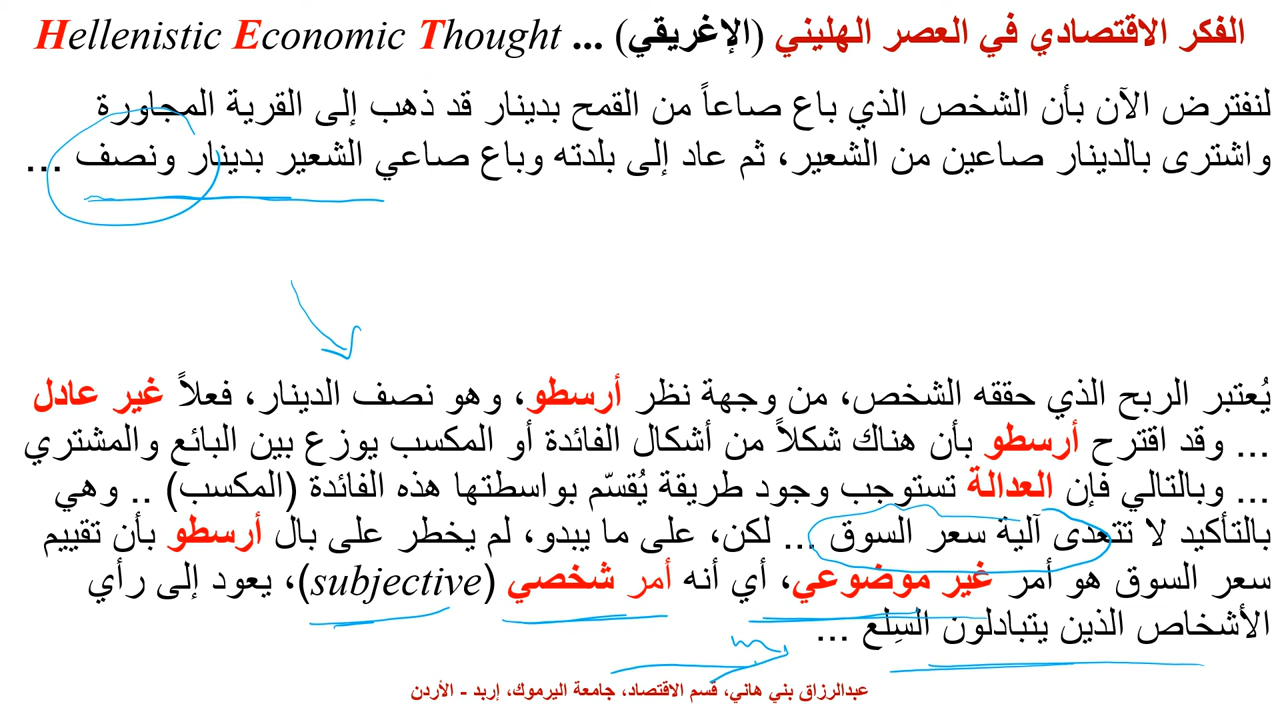 الفكر الاقتصادي في العصر الهليني (الإغريقي) ... Hellenistic Economic Thought
لنفترض الآن بأن الشخص الذي باع صاعاً من القمح بدينار قد ذهب إلى القرية المجاورة
واشترى بالدينار صاعين من الشعير، ثم عاد إلى بلدته وباع صاعي الشعير بدينار ونصف ...
يُعتبر الربح الذي حققه الشخص، من وجهة نظر أرسطو، وهو نصف الدينار، فعلاً غير عادل
... وقد اقترح أرسطو بأن هناك شكلاً من أشكال الفائدة أو المكسب يوزع بين البائع والمشتري
... وبالتالي فإن العدالة تستوجب وجود طريقة يُقسّم بواسطتها هذه الفائدة (المكسب) .. وهي
بالتأكيد لا تتعدى آلية سعر السوق ... لكن، على ما يبدو، لم يخطر على بال أرسطو بأن تقييم
سعر السوق هو أمر غير موضوعي، أي أنه أمر شخصي (subjective)، يعود إلى رأي
الأشخاص الذين يتبادلون السِلع ...
عبدالرزاق بني هاني، قسم الاقتصاد، جامعة اليرموك، إربد - الأردن